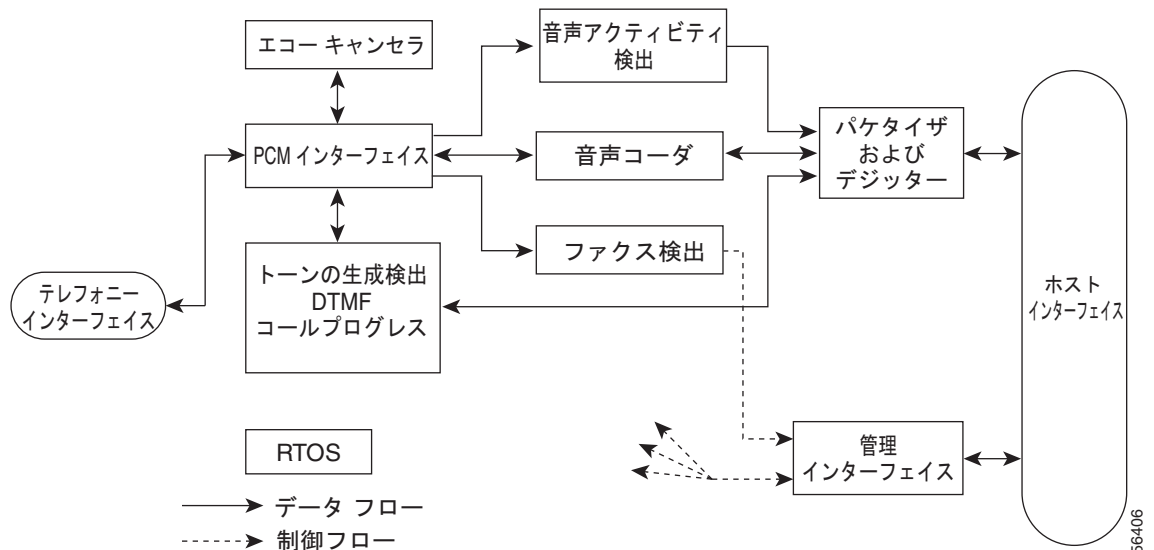 エコー キャンセラ
音声アクティビティ
検出
PCM インターフェイス
音声コーダ
パケタイザ
および
デジッター
ファクス検出
トーンの生成検出
DTMF
コールプログレス
テレフォニー
インターフェイス
ホスト
インターフェイス
RTOS
管理
インターフェイス
データ フロー
制御フロー